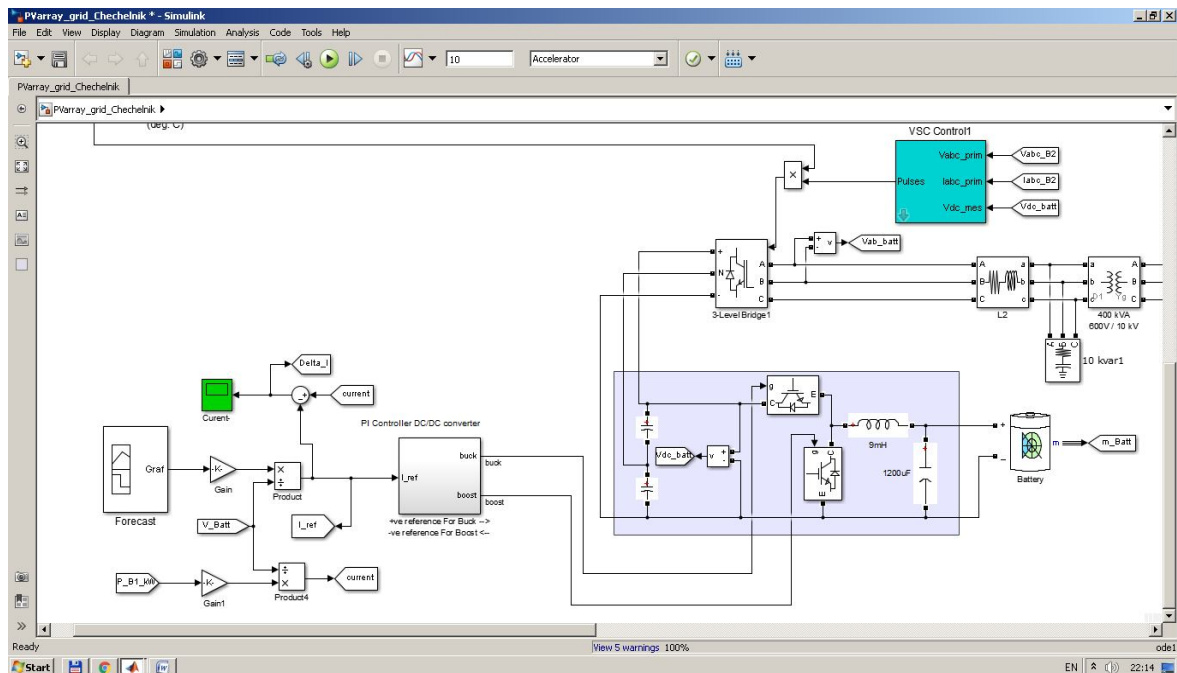 PVarray_grid_Chechelnik * - Simulink
File Edit View Display Diagram Simulation Analysis Code Tools Help
10
Accelerator
PVarray_grid_Chechelnik
PVarray_grid_Chechelnik
(deg. C)
VSC Control1
Vabc_prim
Vabc_B2
Pulses
Iabc_prim
Iabc_B2
Vdc_mes
Vdc_batt
+
-
v
Vab_batt
+
N
-
A
B
C
3-Level Bridge1
A
B
C
a
b
c
L2
a
b
c
A
B
C
D1
Yg
400 kVA
600V / 10 kV
A
B
C
10 kvar1
Delta_I
current
Curent-
PI Controller DC/DC converter
g
C
E
9mH
1200uF
Vdc_batt
v
+
-
g
C
E
+
-
m
m_Batt
Battery
Graf
Forecast
-K-
Gain
×
÷
Product
I_ref
buck
buck
boost
boost
+ve reference For Buck -->
-ve reference For Boost <--
V_Batt
I_ref
P_B1_kW
-K-
Gain1
÷
×
Product4
current
Ready
View 5 warnings
100%
ode1
Start
EN
22:14